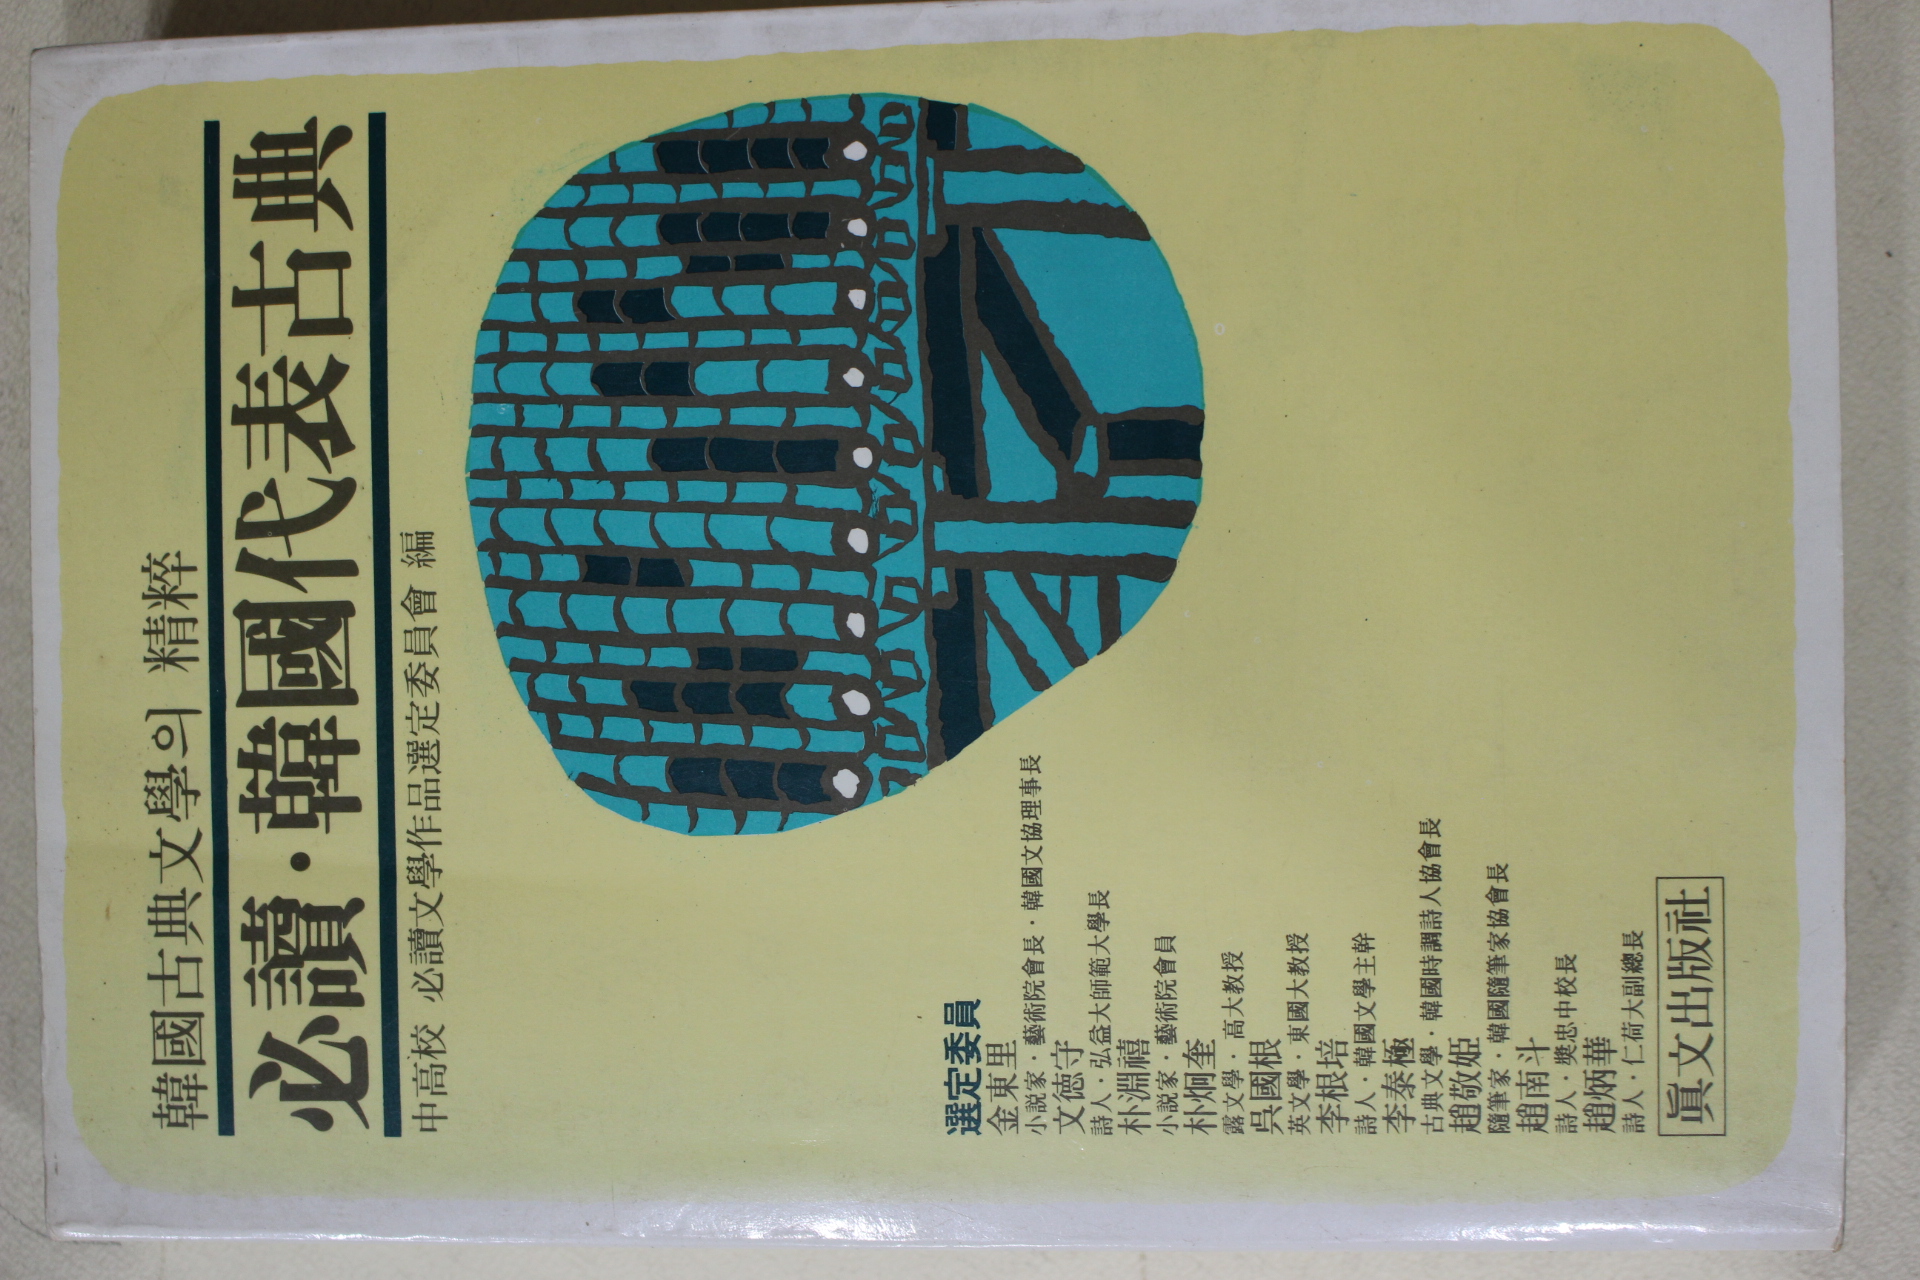 韓國古典文學의 精粹
必讀·韓國代表古典
中高校 必讀文學作品選定委員會 編
選定委員
金東里
小説家·藝術院會長·韓國文協理事長
文德守
詩人·弘益大師範大學長
朴淵禧
小説家·藝術院會員
朴炯奎
露文學·高大教授
吳國根
英文學·東國大教授
李根培
詩人·韓國文學主幹
李泰極
古典文學·韓國時調詩人協會長
趙敬姬
隨筆家·韓國隨筆家協會長
趙南斗
詩人·奬忠中校長
趙炳華
詩人·仁荷大副總長
眞文出版社